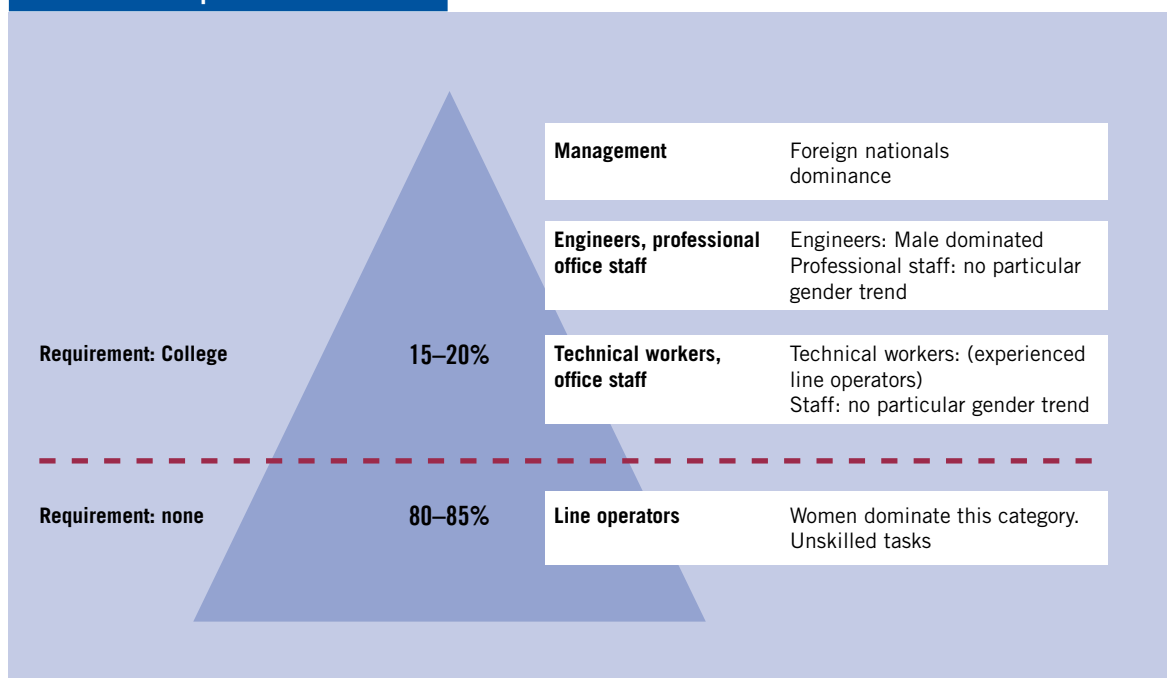 Management
Foreign nationals
dominance
Engineers, professional
office staff
Engineers: Male dominated
Professional staff: no particular
gender trend
Requirement: College
15–20%
Technical workers,
office staff
Technical workers: (experienced
line operators)
Staff: no particular gender trend
Requirement: none
80–85%
Line operators
Women dominate this category.
Unskilled tasks